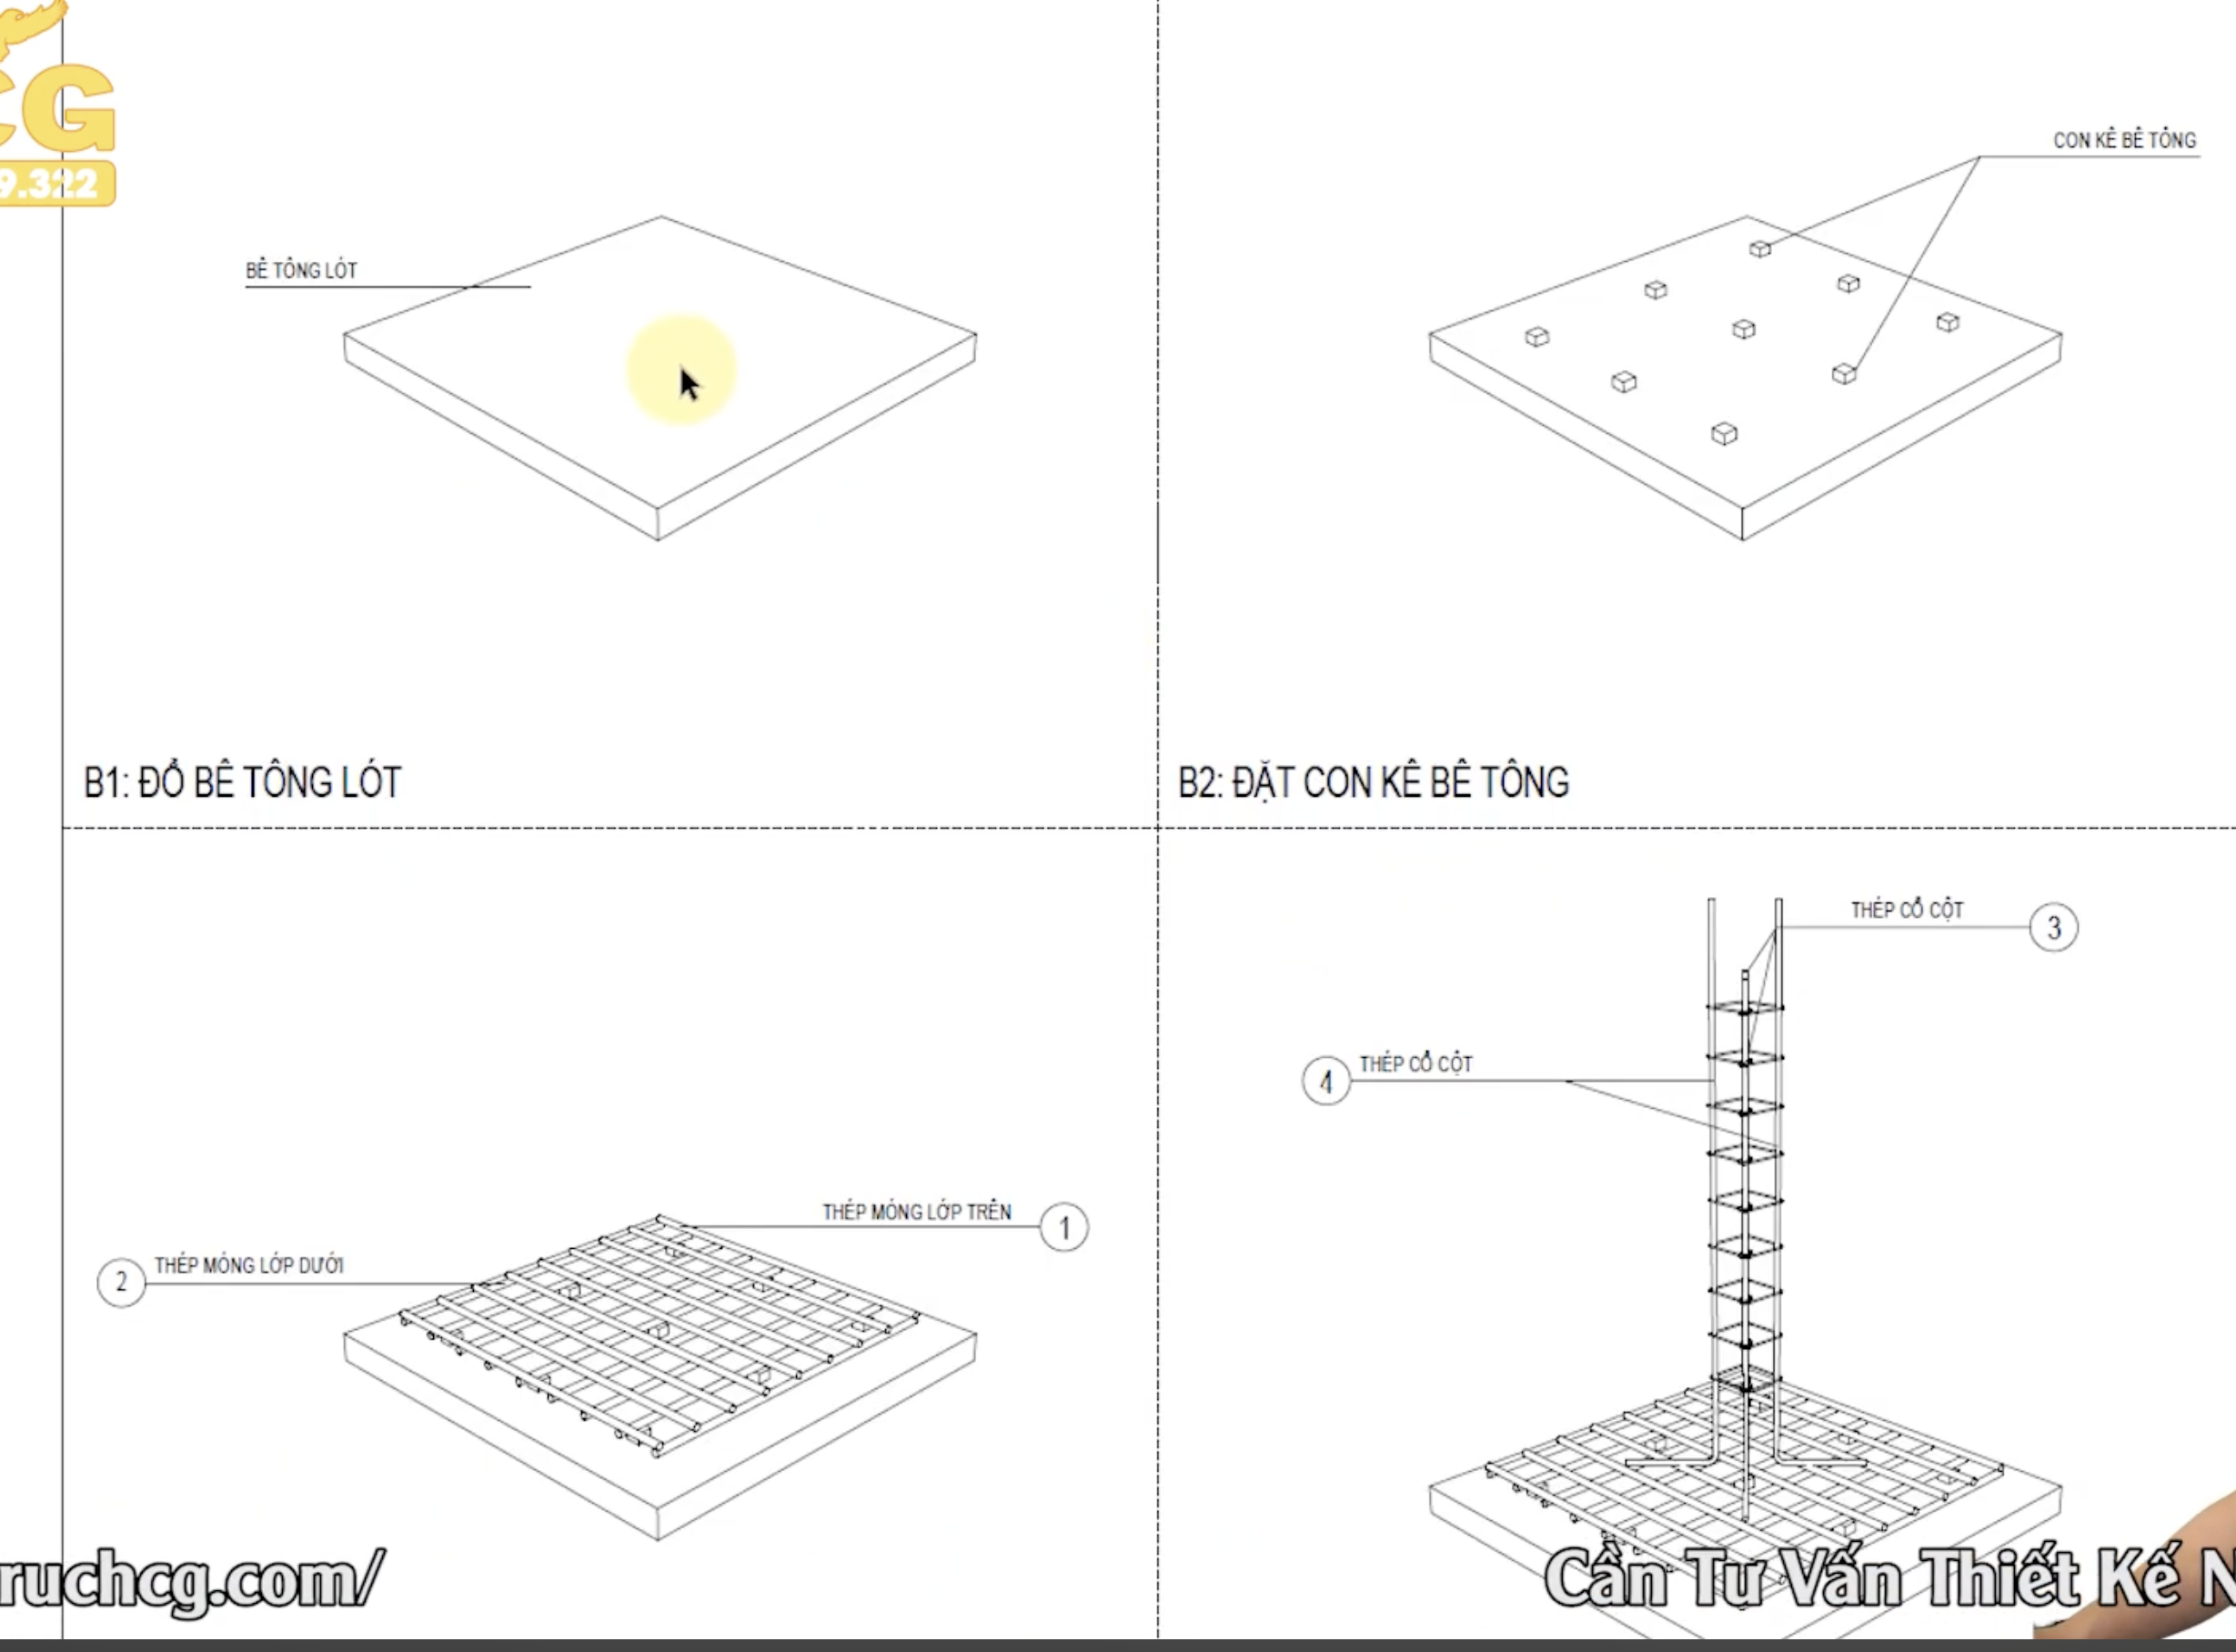 CG
9.322
CON KÊ BÊ TÔNG
BÊ TÔNG LÓT
B1: ĐỔ BÊ TÔNG LÓT
B2: ĐẶT CON KÊ BÊ TÔNG
THÉP CỔ CỘT
3
4
THÉP CỔ CỘT
THÉP MÓNG LỚP TRÊN
1
2
THÉP MÓNG LỚP DƯỚI
ruchcg.com/
Cần Tư Vấn Thiết Kế N